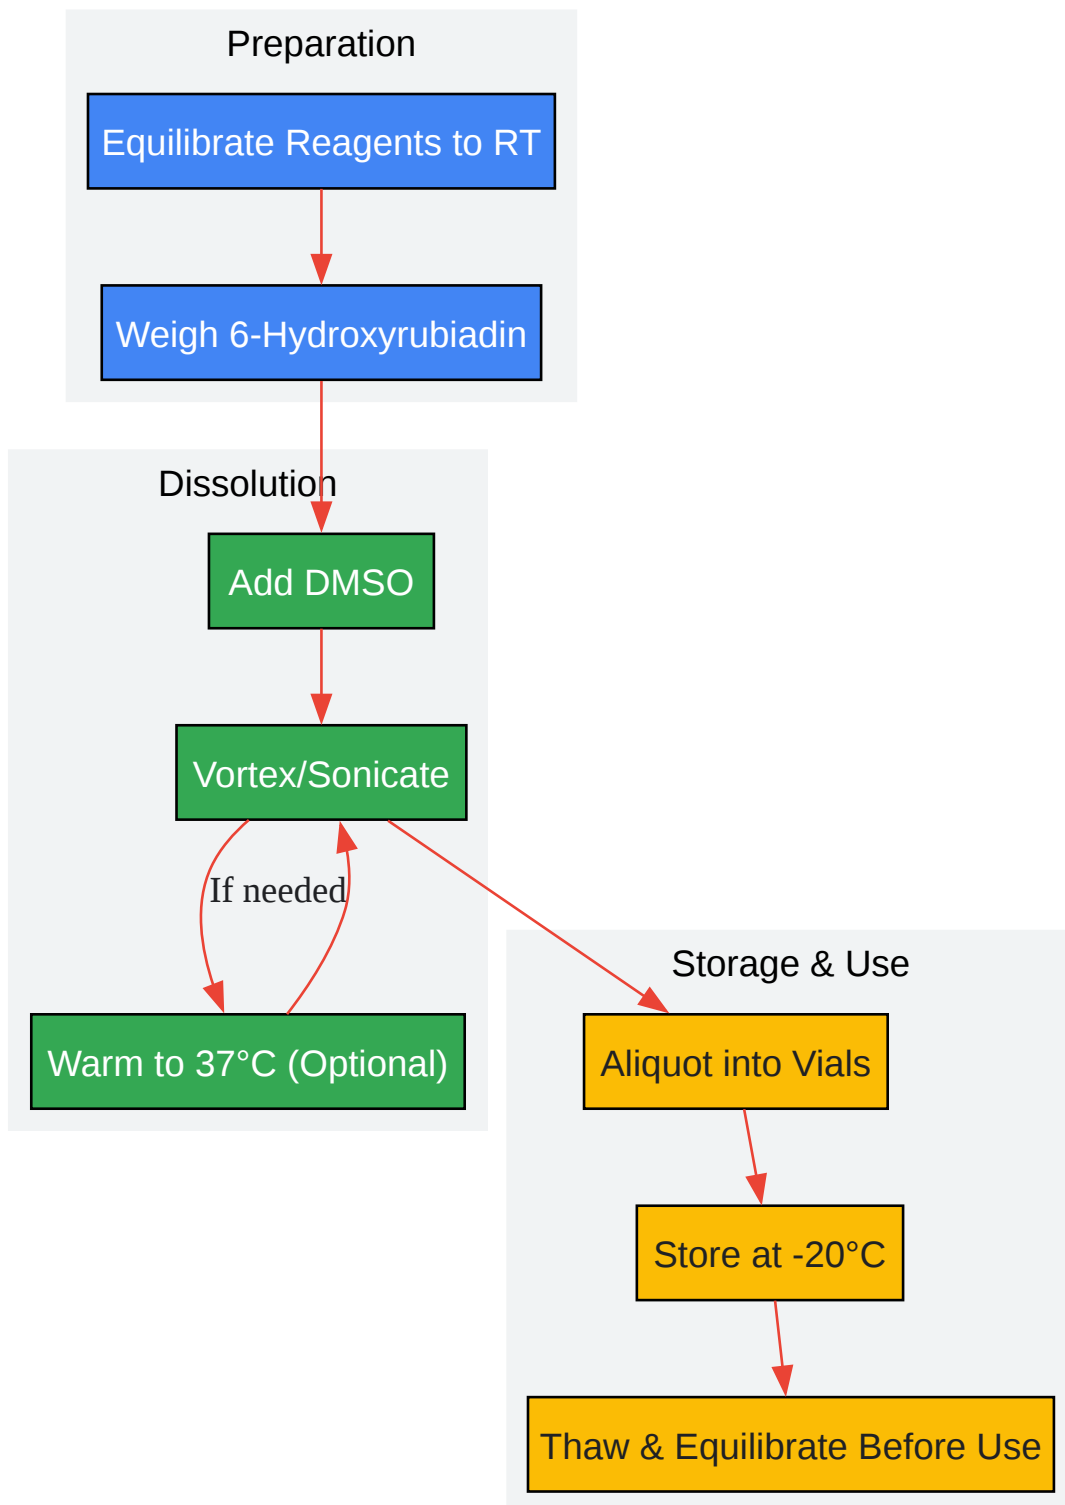 Preparation
Equilibrate Reagents to RT
Weigh 6-Hydroxyrubiadin
Dissolution
Add DMSO
Vortex/Sonicate
If needed
Warm to 37°C (Optional)
Storage & Use
Aliquot into Vials
Store at -20°C
Thaw & Equilibrate Before Use